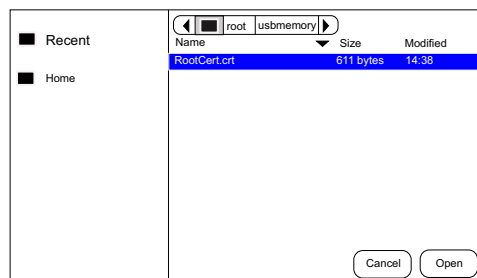 root usbmemory
Recent
Name Size Modified
RootCert.crt 611 bytes 14:38
Home
Cancel Open